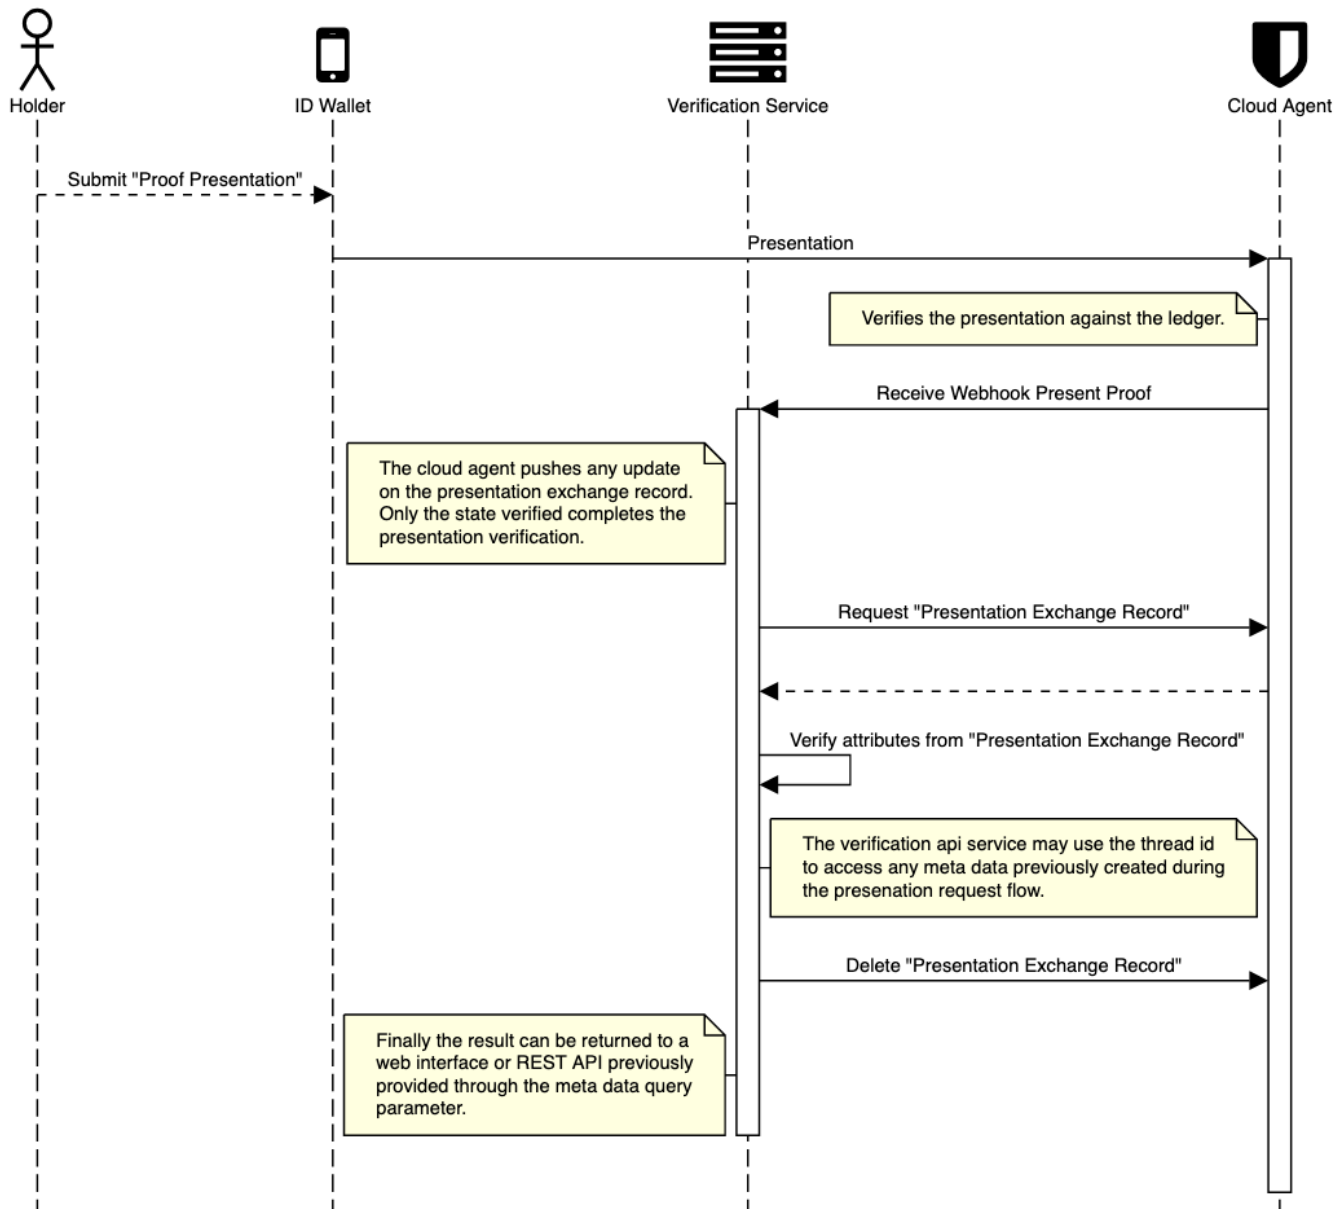 Holder
ID Wallet
Verification Service
Cloud Agent
Submit "Proof Presentation"
Presentation
Verifies the presentation against the ledger.
Receive Webhook Present Proof
The cloud agent pushes any update
on the presentation exchange record.
Only the state verified completes the
presentation verification.
Request "Presentation Exchange Record"
Verify attributes from "Presentation Exchange Record"
The verification api service may use the thread id
to access any meta data previously created during
the presenation request flow.
Delete "Presentation Exchange Record"
Finally the result can be returned to a
web interface or REST API previously
provided through the meta data query
parameter.